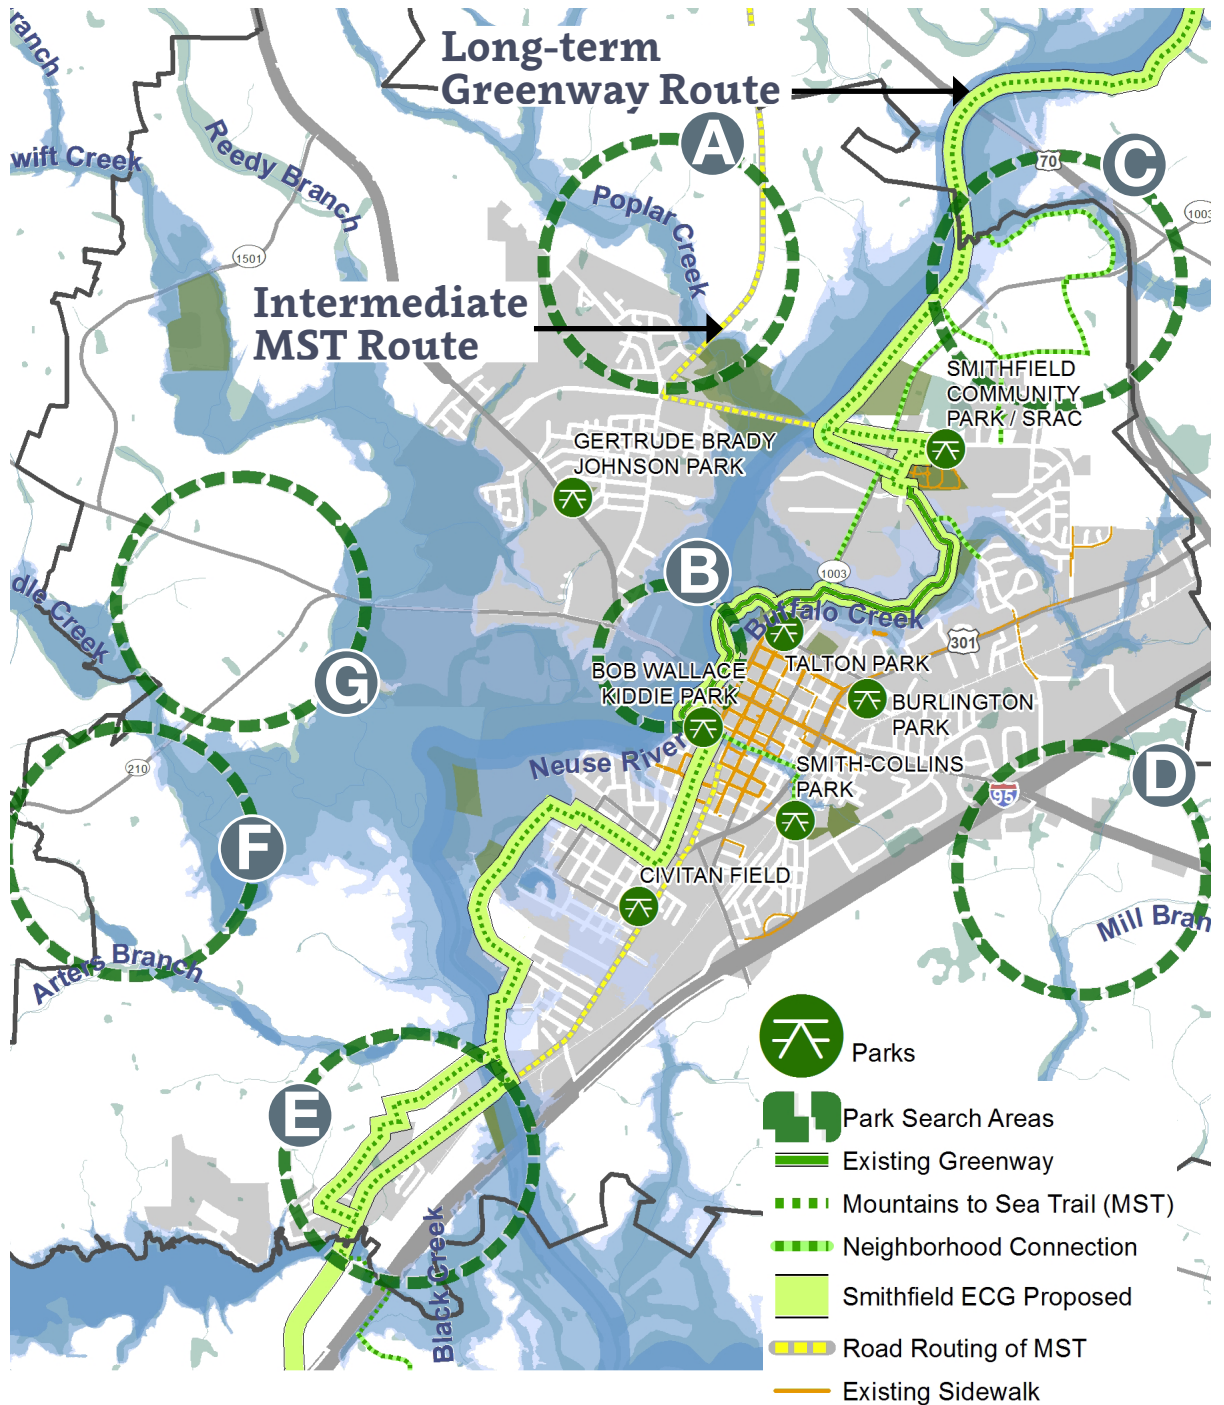 Long-term
Greenway Route
ranch
wift Creek
Reedy Branch
A
C
70
1003
Poplar Creek
1501
Intermediate
MST Route
SMITHFIELD
COMMUNITY
PARK / SRAC
GERTRUDE BRADY
JOHNSON PARK
B
1003
Buffalo Creek
301
dle Creek
G
BOB WALLACE
KIDDIE PARK
TALTON PARK
BURLINGTON
PARK
Neuse River
SMITH-COLLINS
PARK
D
95
210
F
CIVITAN FIELD
Mill Bran
Arters Branch
E
Black Creek
Parks
Park Search Areas
Existing Greenway
Mountains to Sea Trail (MST)
Neighborhood Connection
Smithfield ECG Proposed
Road Routing of MST
Existing Sidewalk